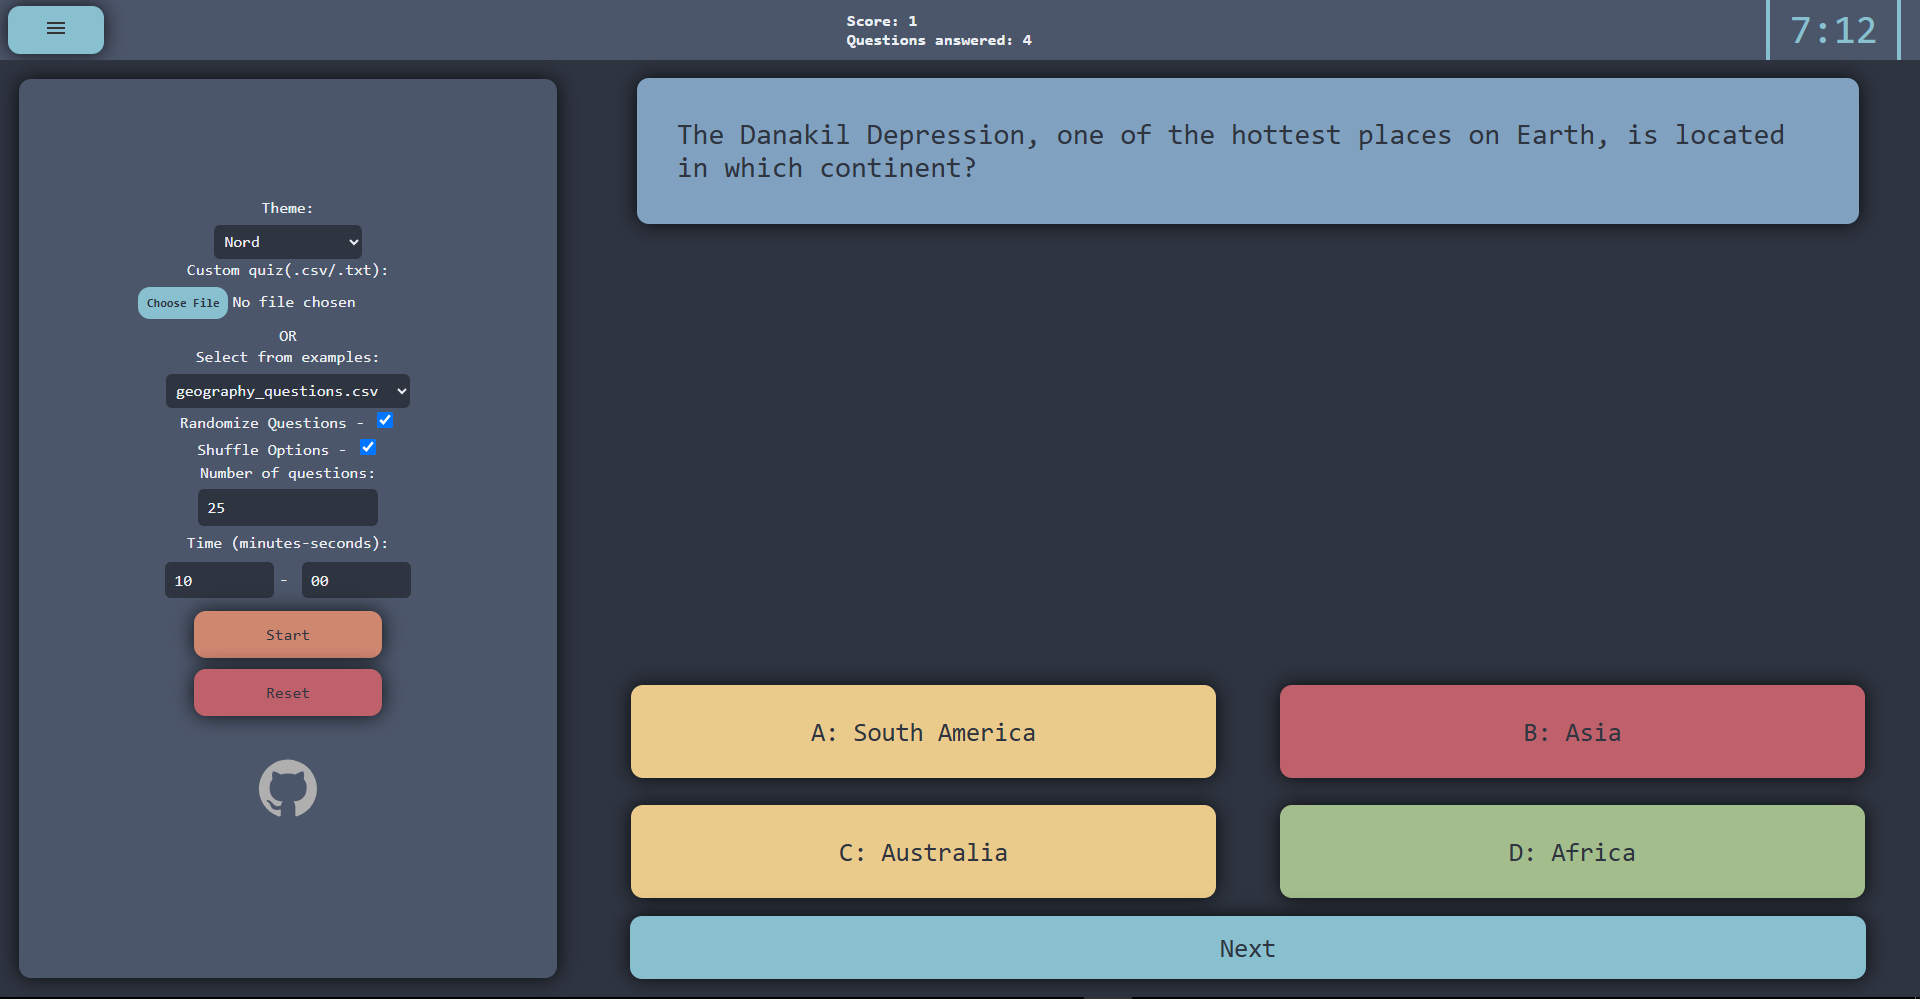 Score: 1
Questions answered: 4
7:12
Theme:
Nord
Custom quiz(.csv/.txt):
Choose File No file chosen
OR
Select from examples:
geography_questions.csv
Randomize Questions -
Shuffle Options -
Number of questions:
25
Time (minutes-seconds):
10 - 00
Start
Reset
The Danakil Depression, one of the hottest places on Earth, is located
in which continent?
A: South America
B: Asia
C: Australia
D: Africa
Next